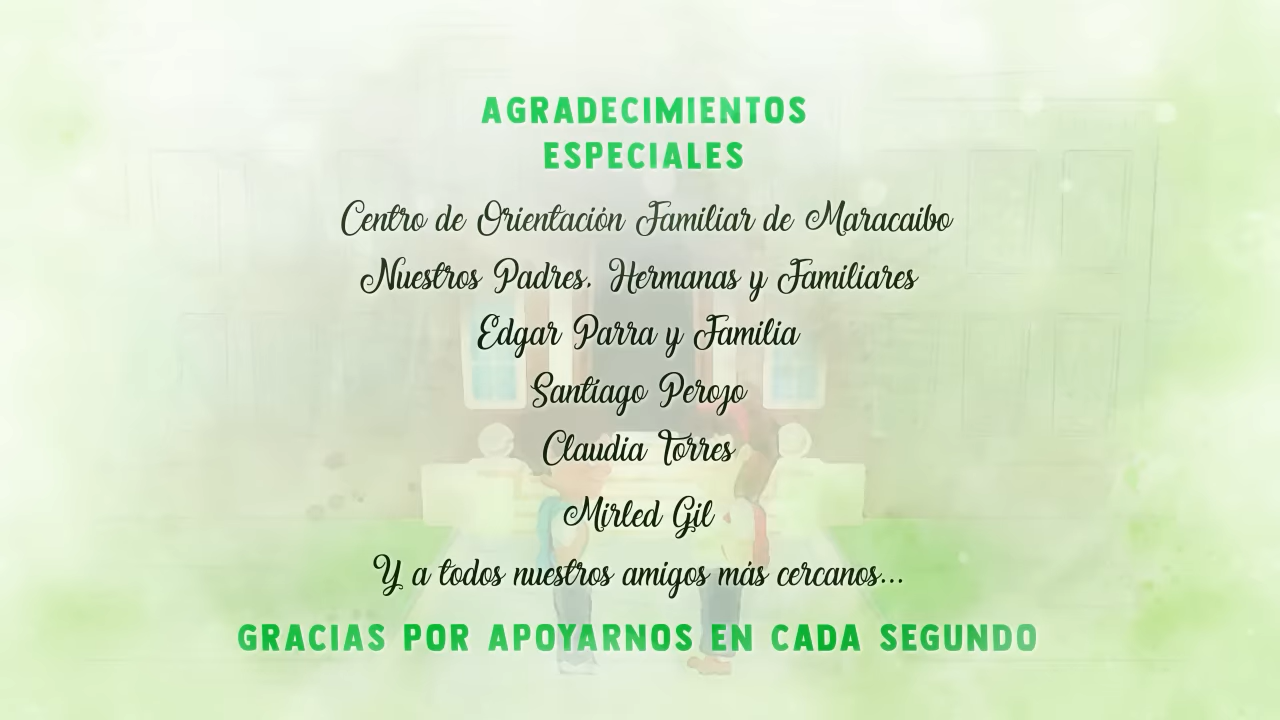 AGRADECIMIENTOS
ESPECIALES
Centro de Orientación Familiar de Maracaibo
Nuestros Padres, Hermanas y Familiares
Edgar Parra y Familia
Santiago Perozo
Claudia Torres
Mirled Gil
Y a todos nuestros amigos más cercanos...
GRACIAS POR APOYARNOS EN CADA SEGUNDO